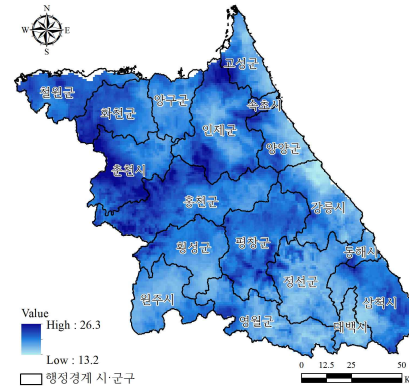 N
W E
S
고성군
철원군
양구군
화천군
속초시
인제군
양양군
춘천시
홍천군
강릉시
횡성군
평창군
동해시
정선군
원주시
삼척시
영월군
태백시
Value
High : 26.3
Low : 13.2
행정경계 시·군구
0 12.5 25 50
K